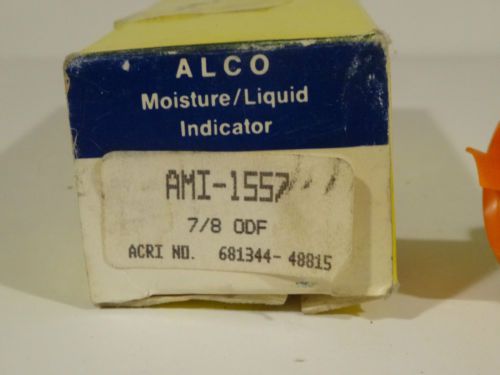 ALCO
Moisture/Liquid
Indicator
AMI-1557
7/8 ODF
ACRI NO. 681344-48815